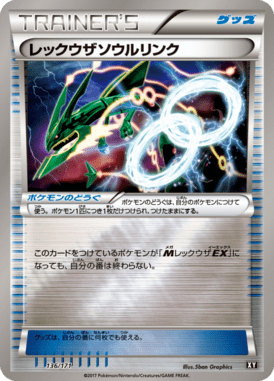 TRAINER'S
グッズ
レックウザソウルリンク
ポケモンのどうぐ
ポケモンのどうぐは、自分のポケモンにつけて
使う。ポケモン1匹につき1枚だけつけられ、つけたままにする。
このカードをつけているポケモンが「MレックウザEX」に
なっても、自分の番は終わらない。
グッズは、自分の番に何枚でも使える。
136/171
Illus.5ban Graphics
XY
©2017 Pokémon/Nintendo/Creatures/GAME FREAK.